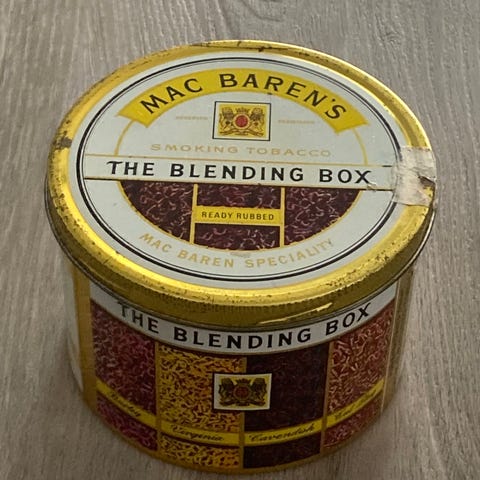 MAC BAREN'S
SMOKING TOBACCO
THE BLENDING BOX
READY RUBBED
MAC BAREN SPECIALITY
THE BLENDING BOX
Virginia
Cavendish